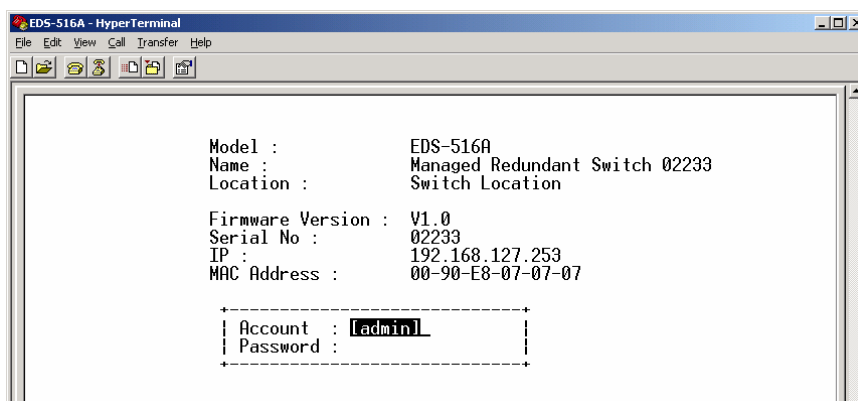 EDS-516A - HyperTerminal
File Edit View Call Transfer Help
Model : EDS-516A
Name : Managed Redundant Switch 02233
Location : Switch Location
Firmware Version : V1.0
Serial No : 02233
IP : 192.168.127.253
MAC Address : 00-90-E8-07-07-07
Account : [admin]_
Password :